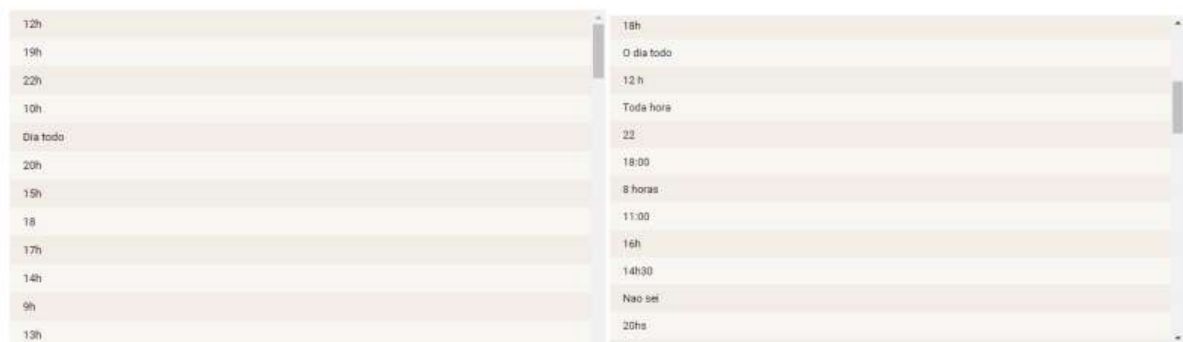 12h
19h
22h
10h
Dia todo
20h
15h
18
17h
14h
9h
13h
18h
O dia todo
12 h
Toda hora
22
18:00
8 horas
11:00
16h
14h30
Nao sei
20hs